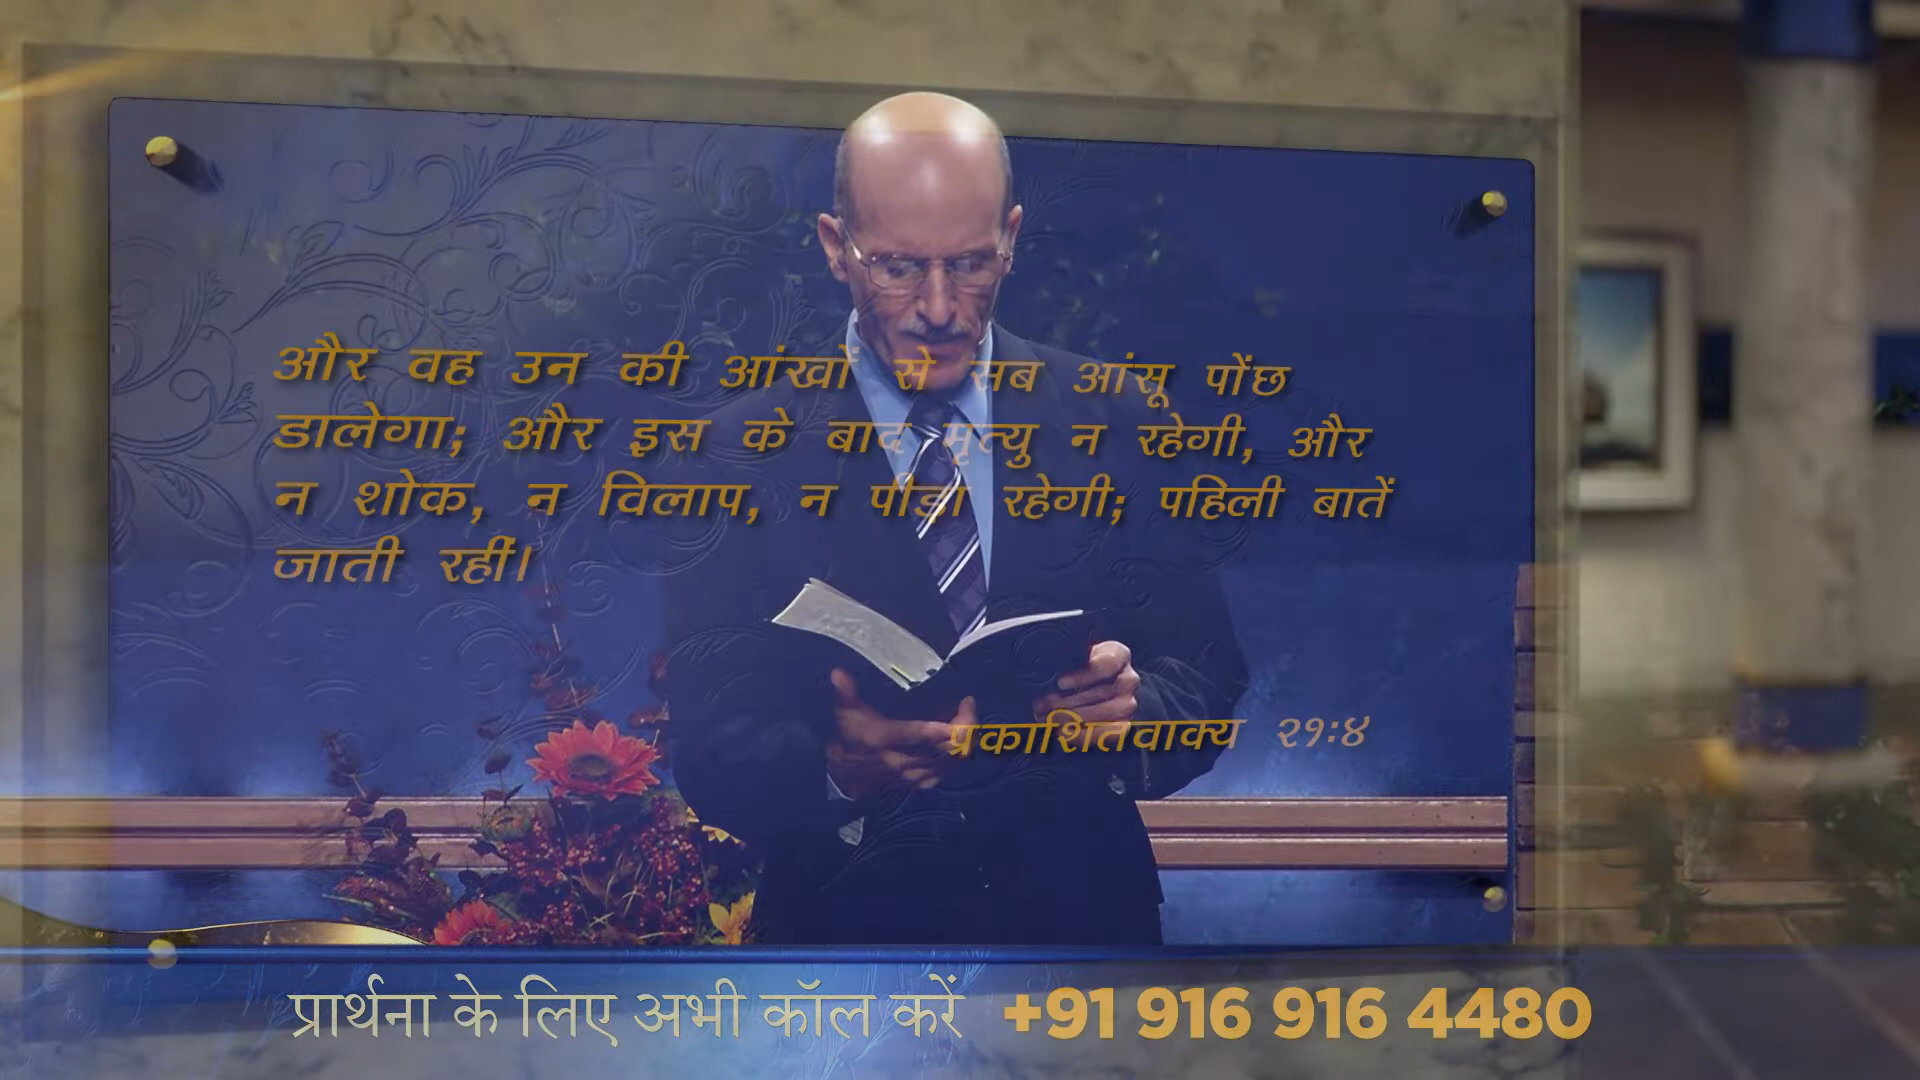 और वह उन की आंखों से सब आंसू पोंछ
डालेगा; और इस के बाद मृत्यु न रहेगी, और
न शोक, न विलाप, न पीड़ा रहेगी; पहिली बातें
जाती रहीं।
प्रकाशितवाक्य २१:४
प्रार्थना के लिए अभी कॉल करें +91 916 916 4480